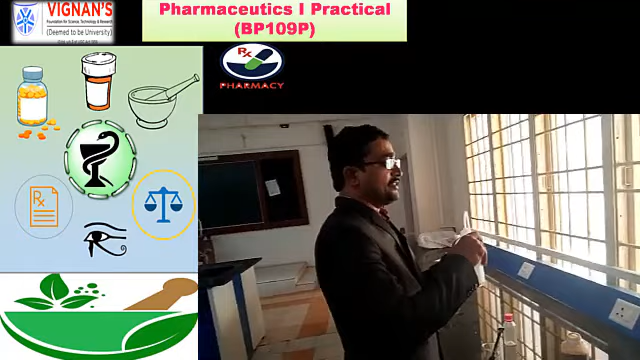 VIGNAN'S
Foundation for Science, Technology & Research
(Deemed to be University)
Pharmaceutics I Practical
(BP109P)
Rx
PHARMACY
Rx